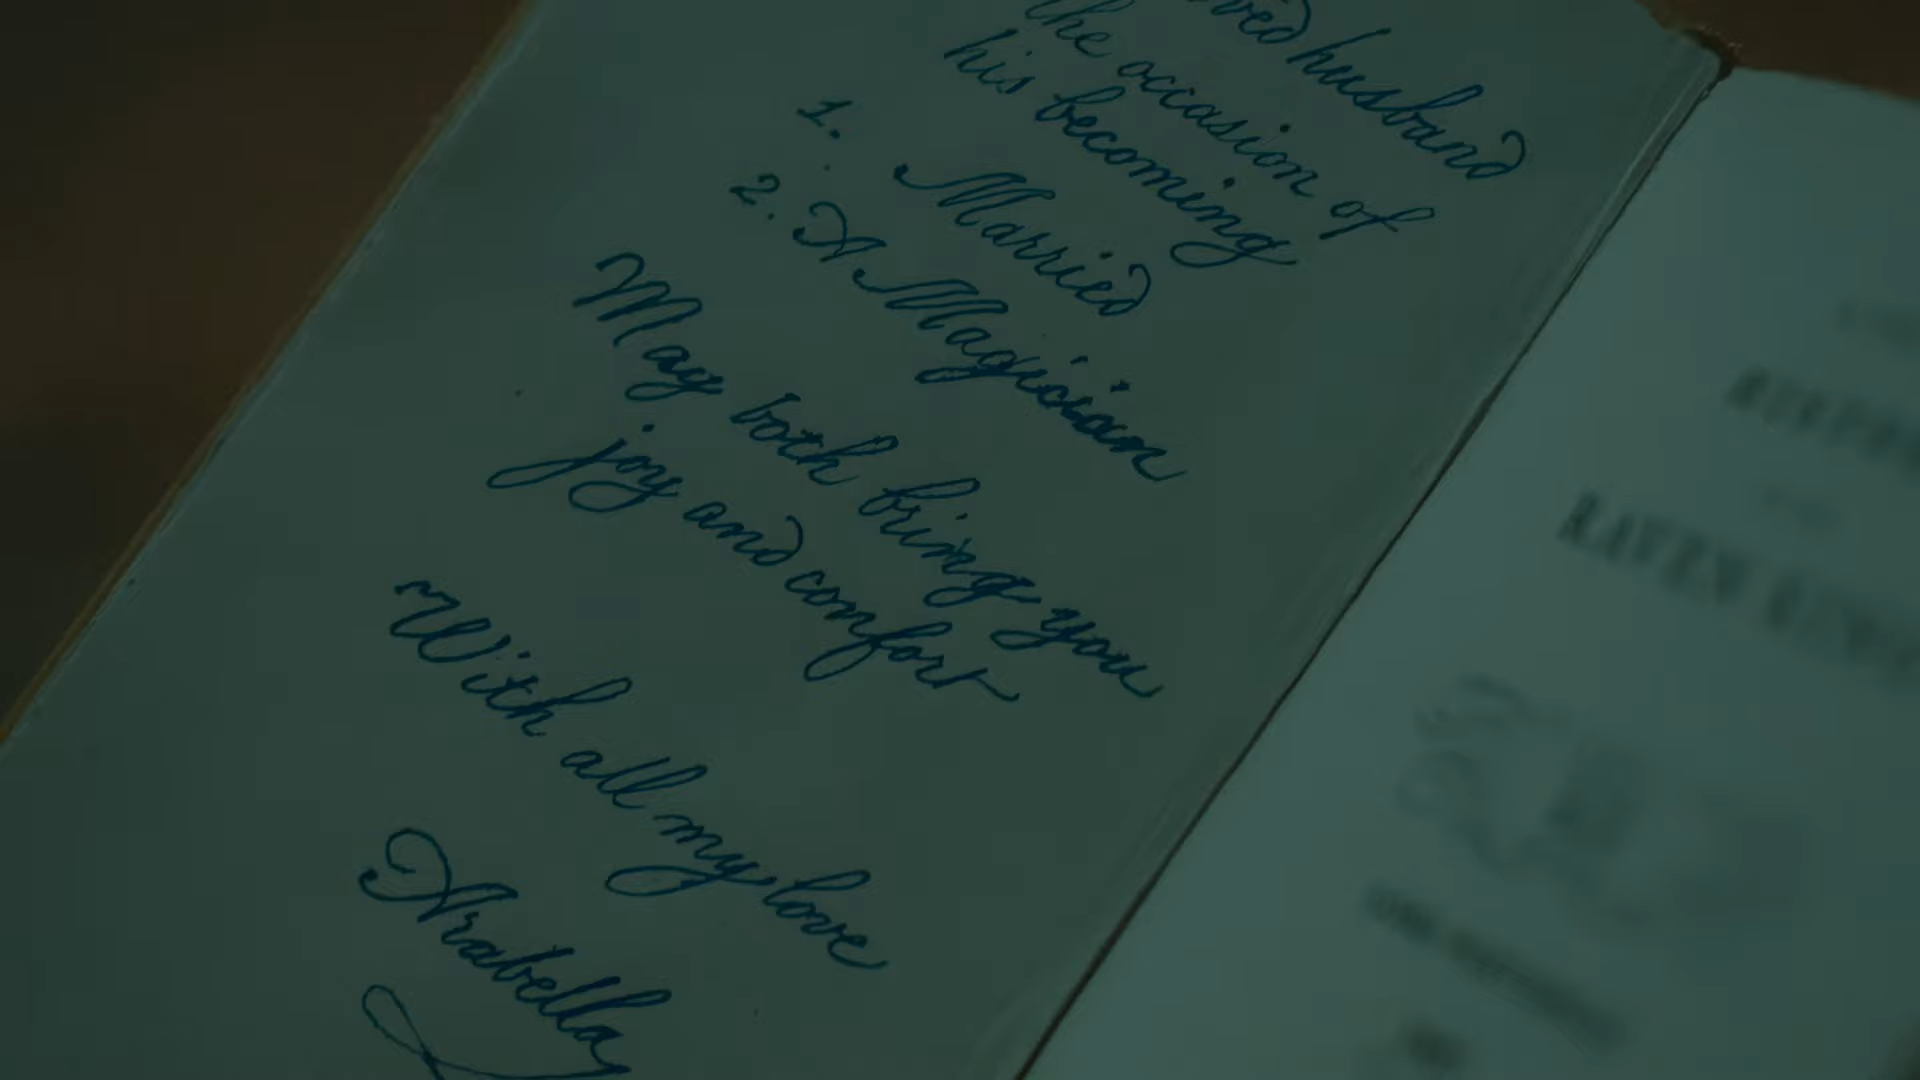 husband
the occasion of
his becoming
1. Married
2. A Magician
May both bring you
joy and comfort
With all my love
Arabella
RAVEN